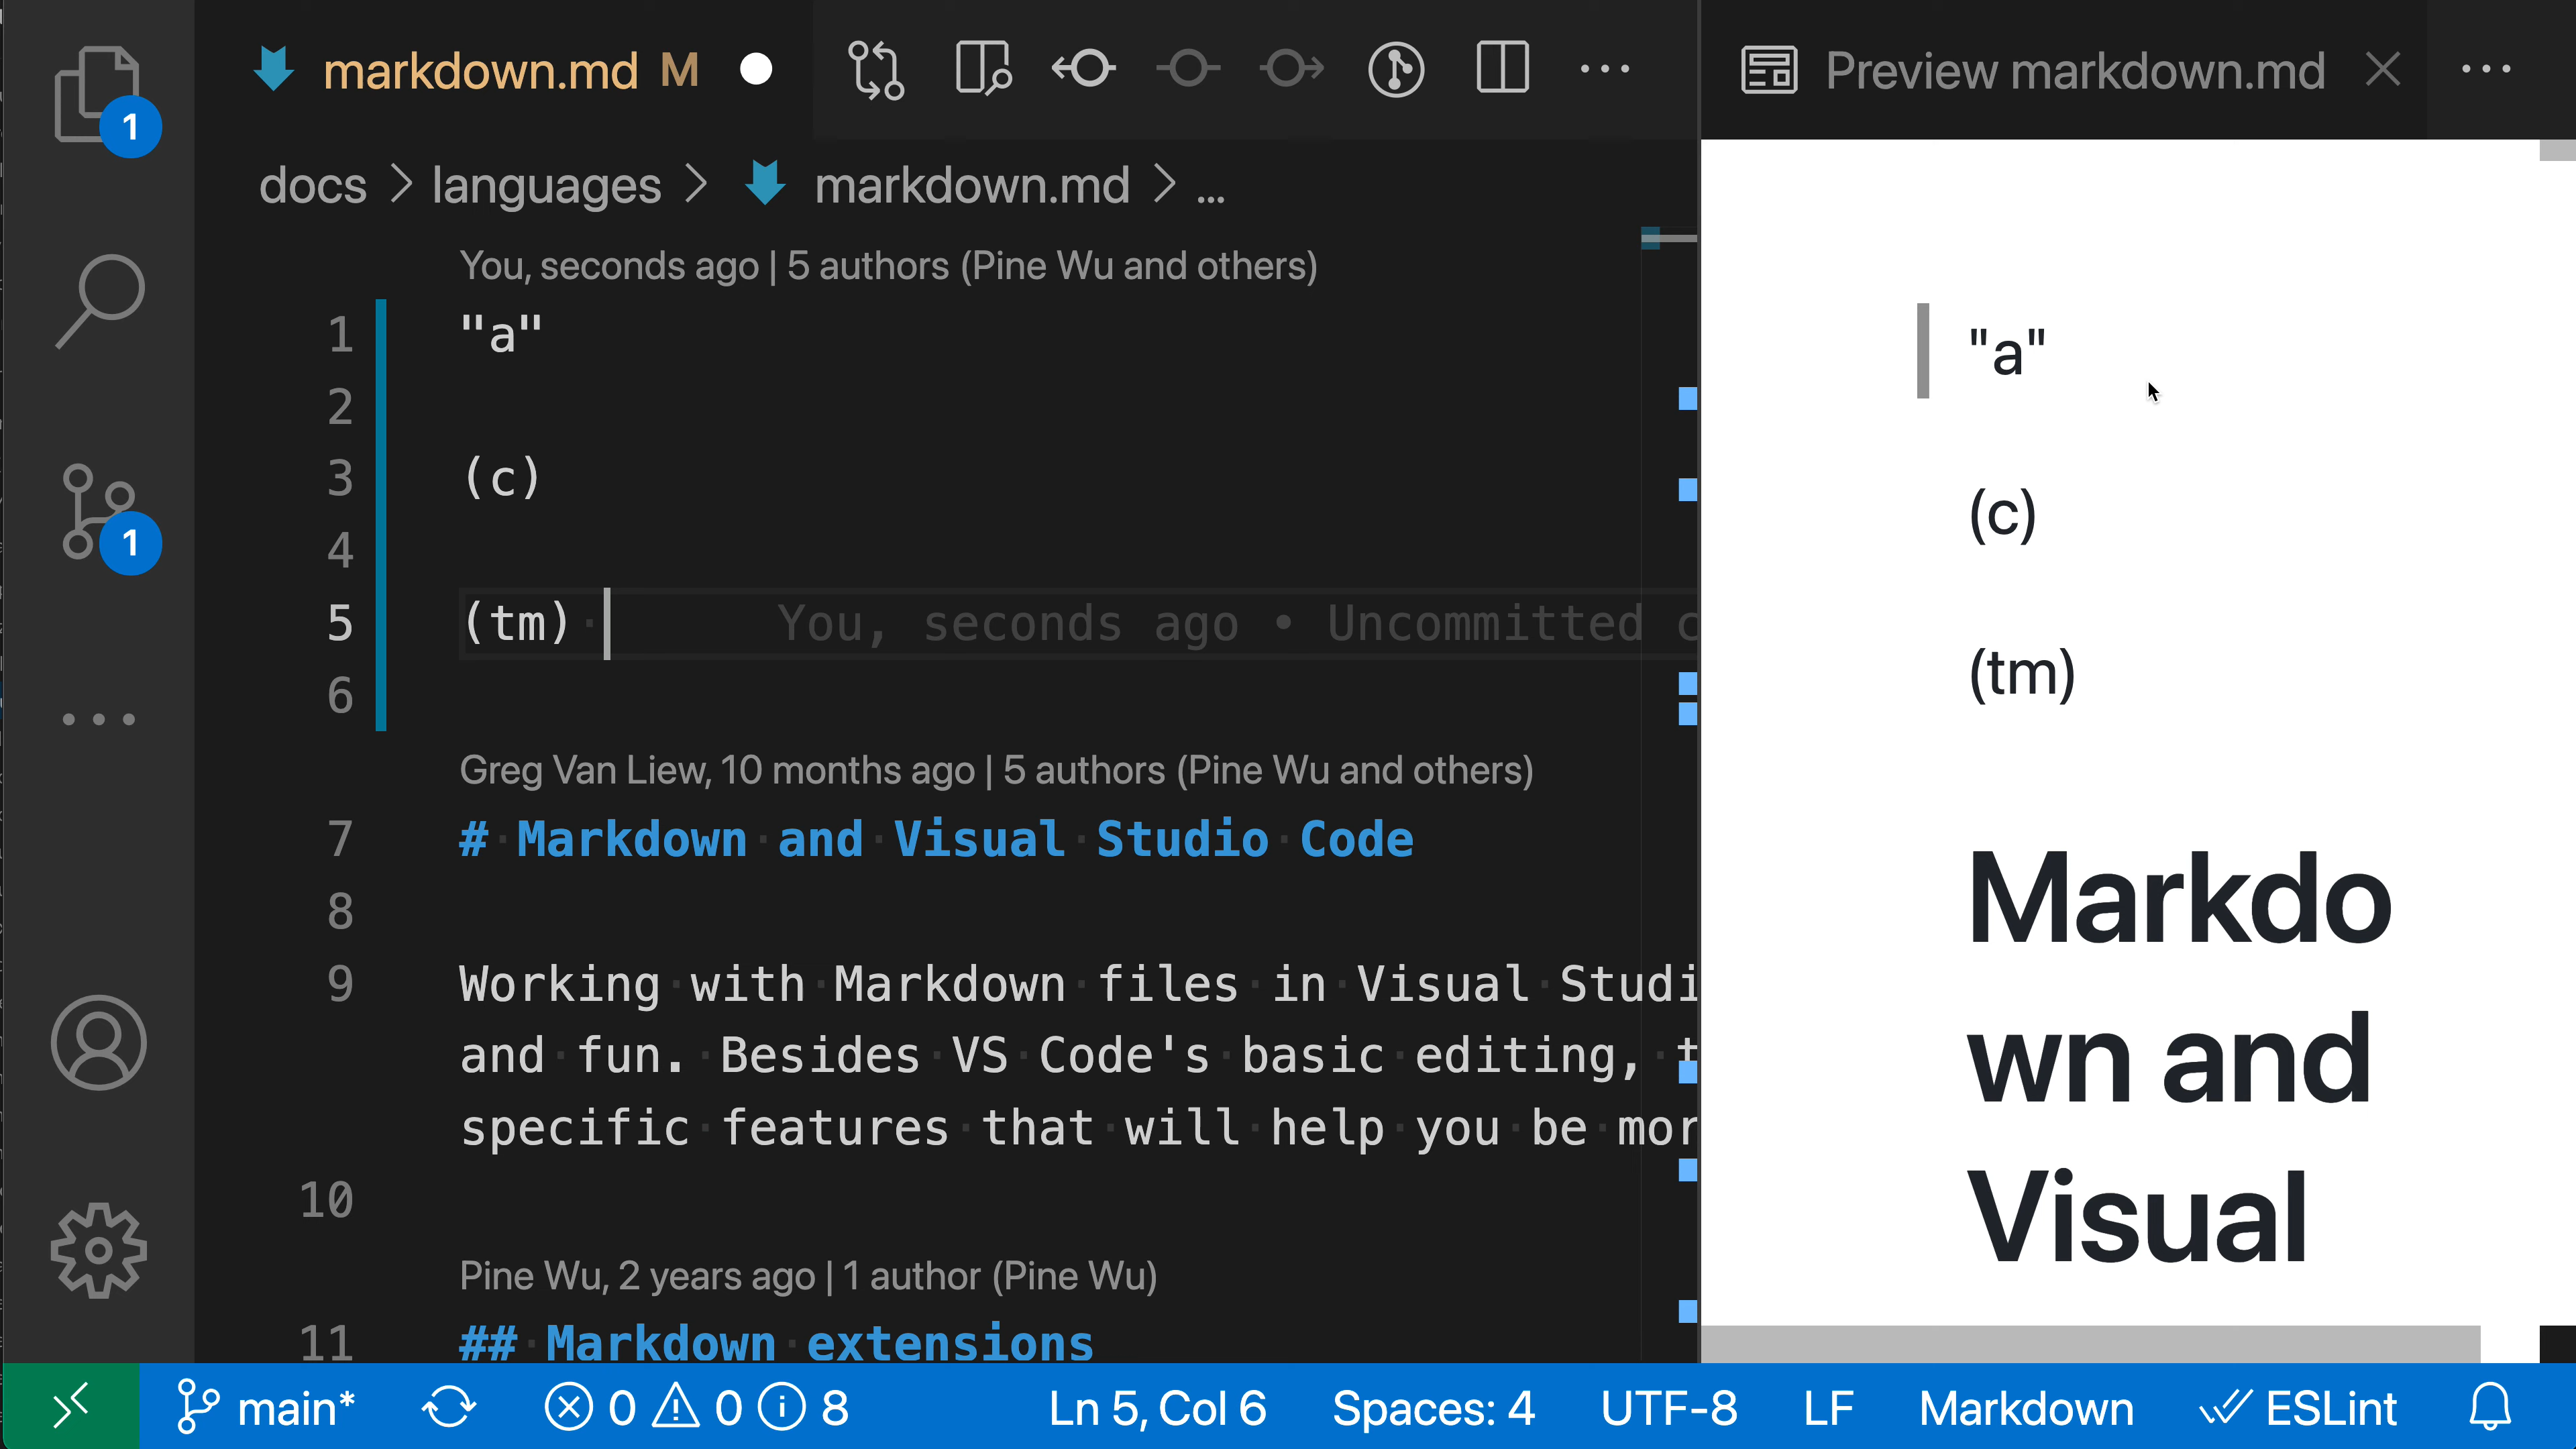 markdown.md M
Preview markdown.md
1
docs > languages > markdown.md > ...
You, seconds ago | 5 authors (Pine Wu and others)
1 "a"
2
3 (c)
4
5 (tm) · You, seconds ago • Uncommitted
6
Greg Van Liew, 10 months ago | 5 authors (Pine Wu and others)
7 # Markdown and Visual Studio Code
8
9 Working with Markdown files in Visual Studi
and fun. Besides VS Code's basic editing, t
specific features that will help you be mor
10
Pine Wu, 2 years ago | 1 author (Pine Wu)
11 ## Markdown extensions
1
"a"
(c)
(tm)
Markdo
wn and
Visual
main* 0 0 8 Ln 5, Col 6 Spaces: 4 UTF-8 LF Markdown ESLint